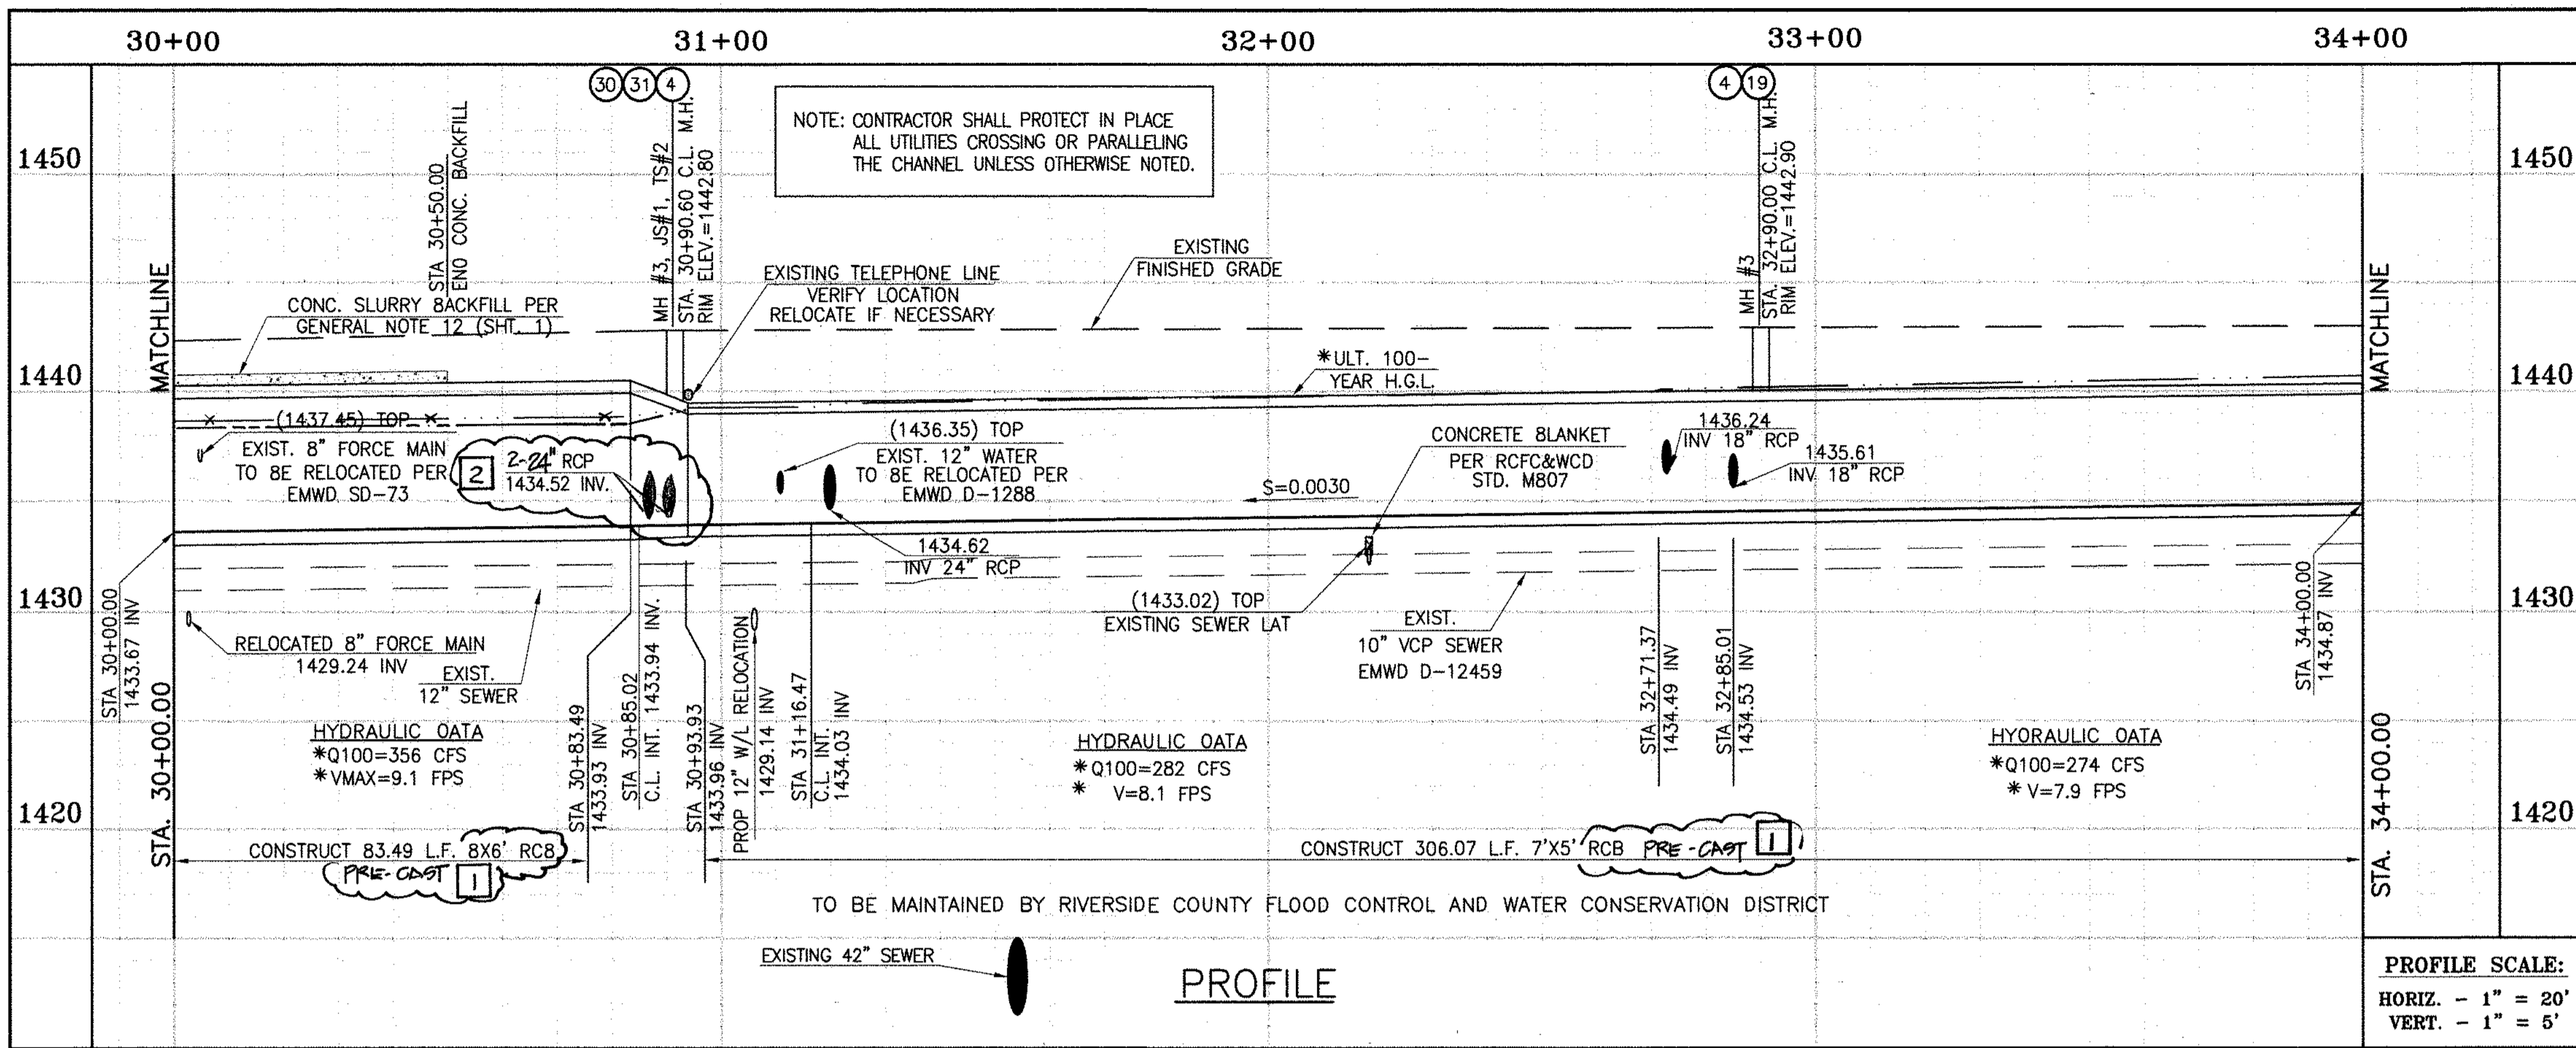 30+00 31+00 32+00 33+00 34+00
30 31 4
4 19
1450
1440
1430
1420
1450
1440
1430
1420
NOTE: CONTRACTOR SHALL PROTECT IN PLACE
ALL UTILITIES CROSSING OR PARALLELING
THE CHANNEL UNLESS OTHERWISE NOTED.
STA 30+50.00
END CONC. BACKFILL
MH #3, JS#1, TS#2
STA. 30+90.60 C.L. M.H.
RIM ELEV.=1442.80
MH #3
STA. 32+90.00 C.L. M.H.
RIM ELEV.=1442.90
MATCHLINE
MATCHLINE
CONC. SLURRY BACKFILL PER
GENERAL NOTE 12 (SHT. 1)
EXISTING TELEPHONE LINE
VERIFY LOCATION
RELOCATE IF NECESSARY
EXISTING
FINISHED GRADE
*ULT. 100-
YEAR H.G.L.
(1437.45) TOP
EXIST. 8" FORCE MAIN
TO BE RELOCATED PER
EMWD SD-73
2
2-24" RCP
1434.52 INV.
(1436.35) TOP
EXIST. 12" WATER
TO BE RELOCATED PER
EMWD D-1288
CONCRETE BLANKET
PER RCFC&WCD
STD. M807
1436.24
INV 18" RCP
1435.61
INV 18" RCP
S=0.0030
1434.62
INV 24" RCP
(1433.02) TOP
EXISTING SEWER LAT
EXIST.
10" VCP SEWER
EMWD D-12459
RELOCATED 8" FORCE MAIN
1429.24 INV
EXIST.
12" SEWER
STA 30+00.00
1433.67 INV
STA. 30+00.00
STA 30+83.49
1433.93 INV
STA 30+85.02
C.L. INT. 1433.94 INV.
STA 30+93.93
1433.96 INV
PROP 12" W/L RELOCATION
1429.14 INV
STA 31+16.47
C.L. INT.
1434.03 INV
STA 32+71.37
1434.49 INV
STA 32+85.01
1434.53 INV
STA 34+00.00
1434.87 INV
STA. 34+00.00
HYDRAULIC DATA
*Q100=356 CFS
*VMAX=9.1 FPS
HYDRAULIC DATA
*Q100=282 CFS
* V=8.1 FPS
HYDRAULIC DATA
*Q100=274 CFS
* V=7.9 FPS
CONSTRUCT 83.49 L.F. 8X6' RCB
PRE-CAST 1
CONSTRUCT 306.07 L.F. 7'X5' RCB PRE-CAST 1
TO BE MAINTAINED BY RIVERSIDE COUNTY FLOOD CONTROL AND WATER CONSERVATION DISTRICT
EXISTING 42" SEWER
PROFILE
PROFILE SCALE:
HORIZ. - 1" = 20'
VERT. - 1" = 5'